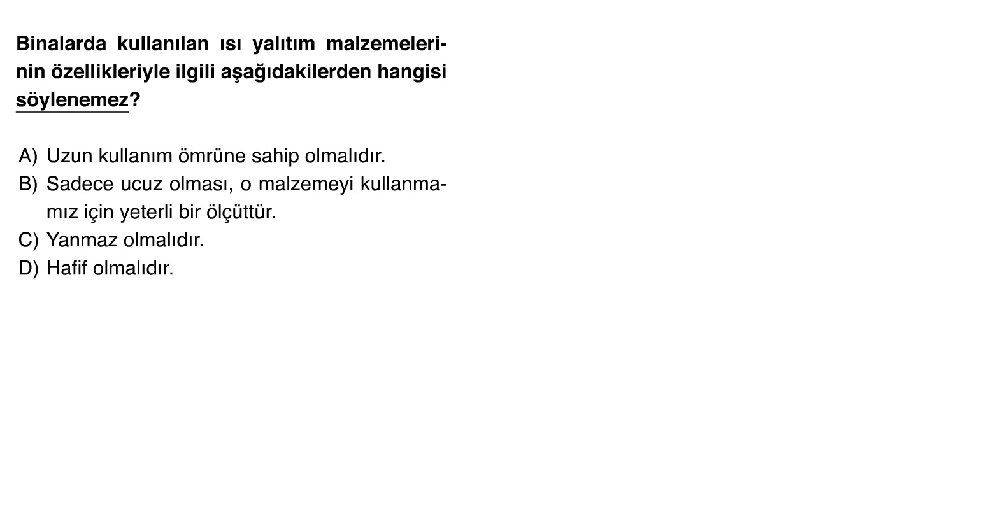 Binalarda kullanılan ısı yalıtım malzemeleri-
nin özellikleriyle ilgili aşağıdakilerden hangisi
söylenemez?
A) Uzun kullanım ömrüne sahip olmalıdır.
B) Sadece ucuz olması, o malzemeyi kullanma-
mız için yeterli bir ölçüttür.
C) Yanmaz olmalıdır.
D) Hafif olmalıdır.